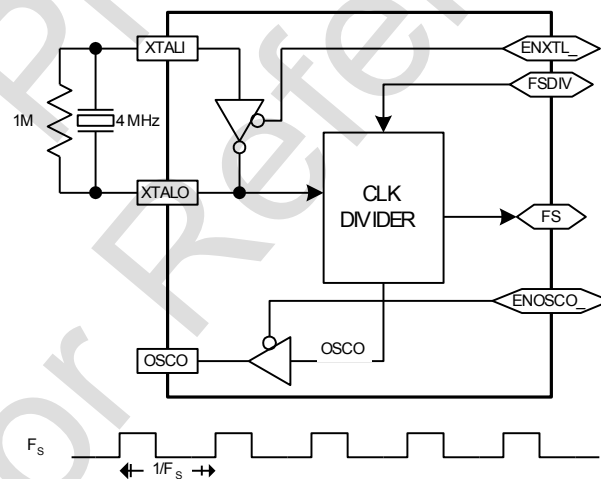 XTALI
ENXTL_
FSDIV
1M
4 MHz
XTALO
CLK
DIVIDER
FS
ENOSCO_
OSCO
OSCO
FS
1/FS